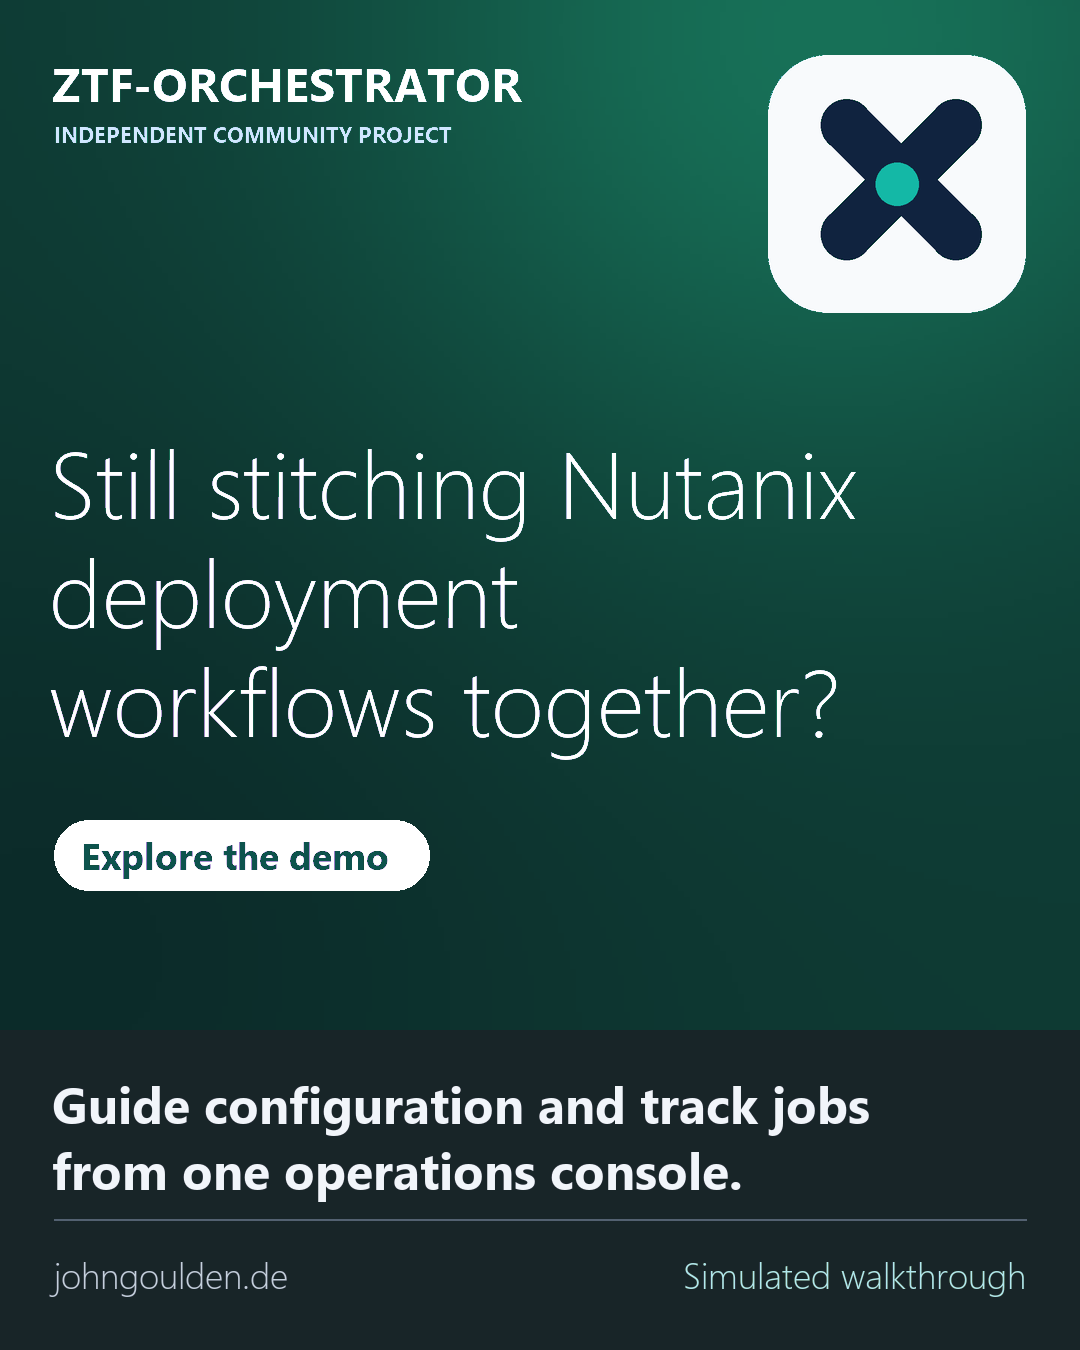 ZTF-ORCHESTRATOR
INDEPENDENT COMMUNITY PROJECT
Still stitching Nutanix
deployment
workflows together?
Explore the demo
Guide configuration and track jobs
from one operations console.
johngoulden.de
Simulated walkthrough